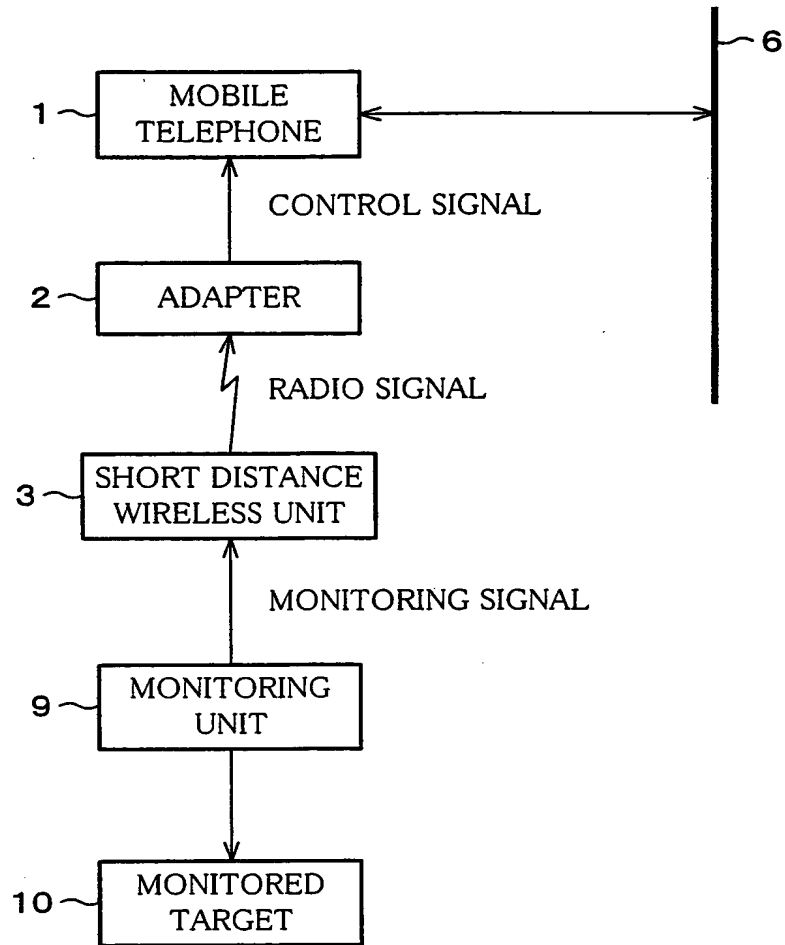 6
1
MOBILE
TELEPHONE
CONTROL SIGNAL
2
ADAPTER
RADIO SIGNAL
3
SHORT DISTANCE
WIRELESS UNIT
MONITORING SIGNAL
9
MONITORING
UNIT
10
MONITORED
TARGET